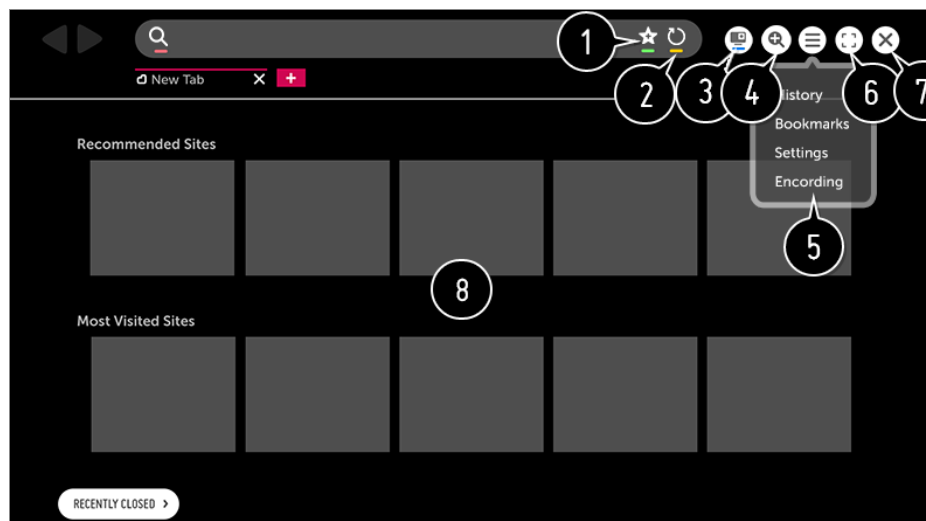 1
New Tab
2
3
4
6
7
History
Bookmarks
Settings
Encording
Recommended Sites
5
8
Most Visited Sites
RECENTLY CLOSED